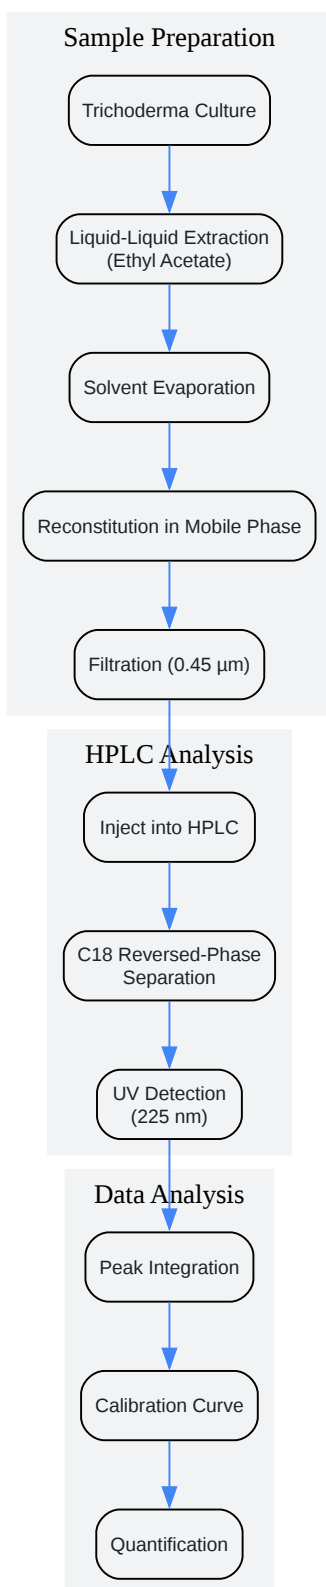 Sample Preparation
Trichoderma Culture
Liquid-Liquid Extraction
(Ethyl Acetate)
Solvent Evaporation
Reconstitution in Mobile Phase
Filtration (0.45 µm)
HPLC Analysis
Inject into HPLC
C18 Reversed-Phase
Separation
UV Detection
(225 nm)
Data Analysis
Peak Integration
Calibration Curve
Quantification